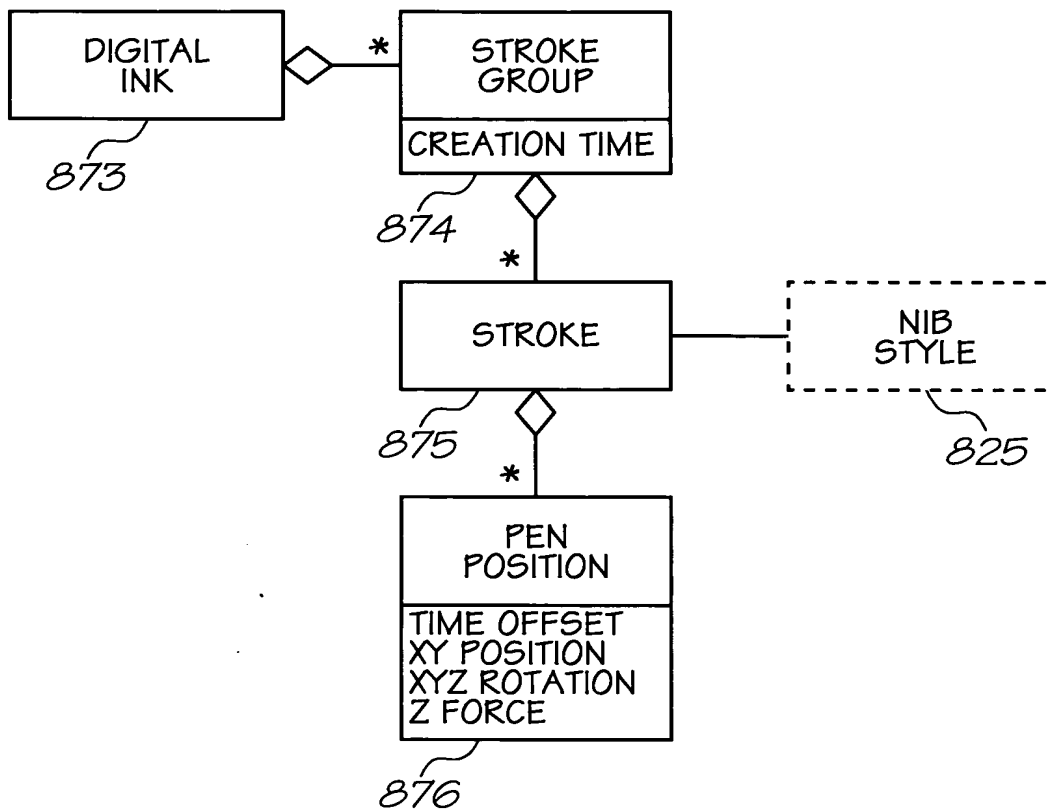 DIGITAL
INK
*
STROKE
GROUP
CREATION TIME
873
874
*
STROKE
NIB
STYLE
875
825
*
PEN
POSITION
TIME OFFSET
XY POSITION
XYZ ROTATION
Z FORCE
876